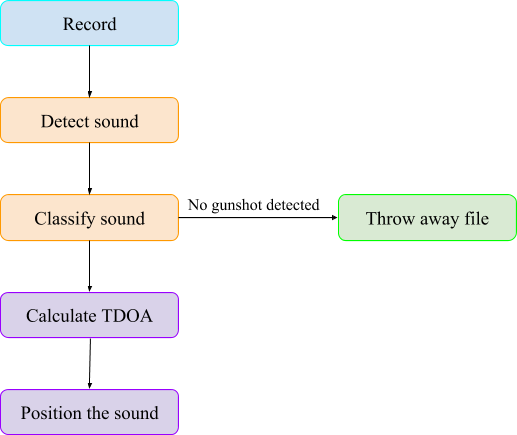 Record
Detect sound
Classify sound
No gunshot detected
Throw away file
Calculate TDOA
Position the sound